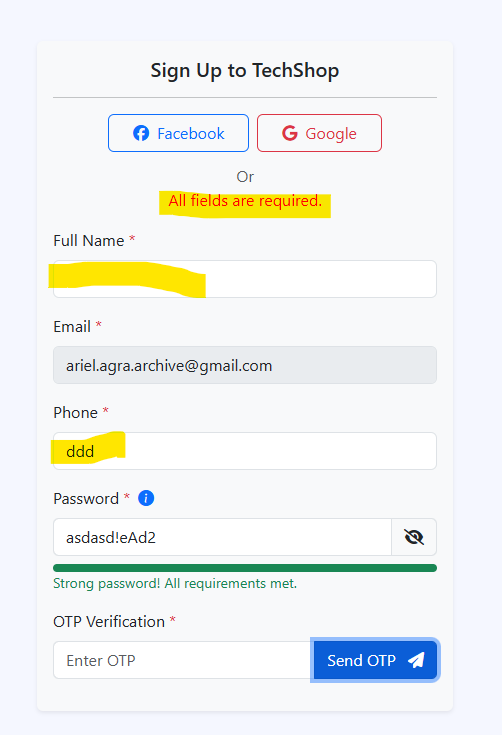 Sign Up to TechShop
Facebook
Google
Or
All fields are required.
Full Name *
Email *
ariel.agra.archive@gmail.com
Phone *
ddd
Password *
asdasd!eAd2
Strong password! All requirements met.
OTP Verification *
Enter OTP
Send OTP